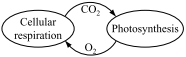 CO₂
Cellular
respiration
Photosynthesis
O₂